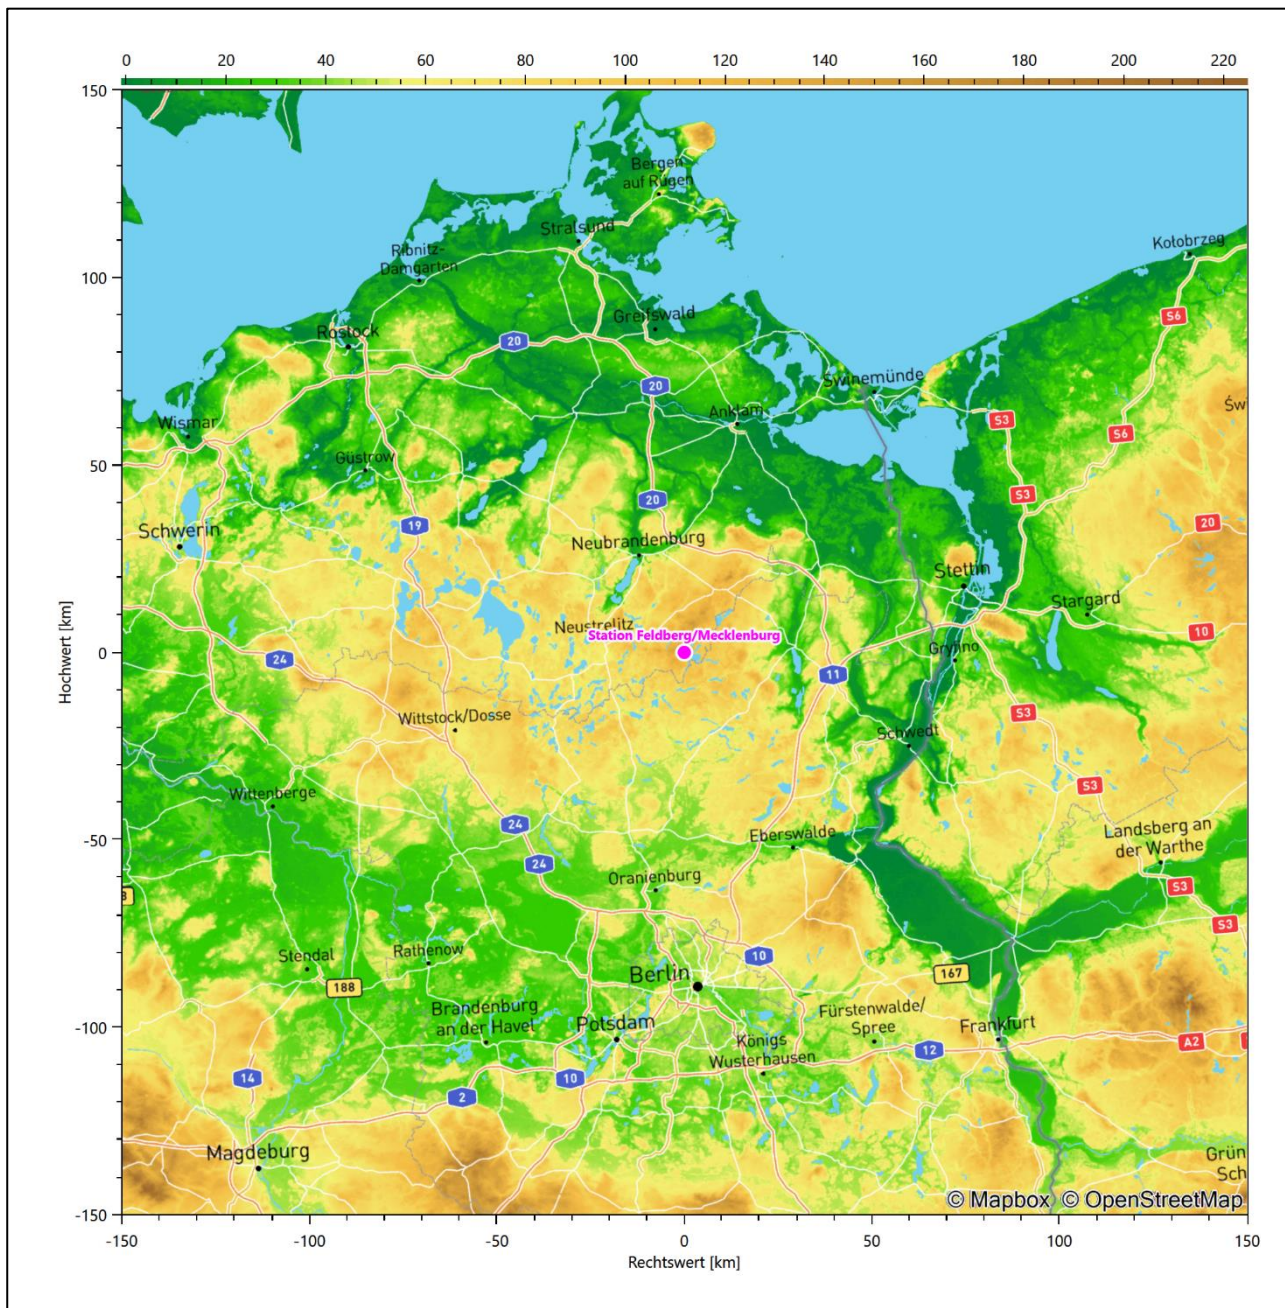 0 20 40 60 80 100 120 140 160 180 200 220
150
Bergen
auf Rügen
Stralsund
Kołobrzeg
Ribnitz-
Damgarten
100
Greifswald
S6
Rostock
20
20
Swinemünde
Anklam
S3
Świ
Wismar
S6
50
Güstrow
S3
20
19
20
Schwerin
Neubrandenburg
Stettin
Stargard
Neustrelitz
Station Feldberg/Mecklenburg
10
0
24
Gryfino
11
Wittstock/Dosse
S3
Schwedt
Wittenberge
S3
24
Landsberg an
der Warthe
-50
Eberswalde
24
Oranienburg
S3
8
S3
Stendal
Rathenow
10
Berlin
167
188
Brandenburg
an der Havel
Potsdam
Fürstenwalde/
Spree
Frankfurt
-100
Königs
Wusterhausen
12
A2
14
10
2
Magdeburg
Grün
Sch
-150
© Mapbox © OpenStreetMap
-150 -100 -50 0 50 100 150
Rechtswert [km]
Hochwert [km]